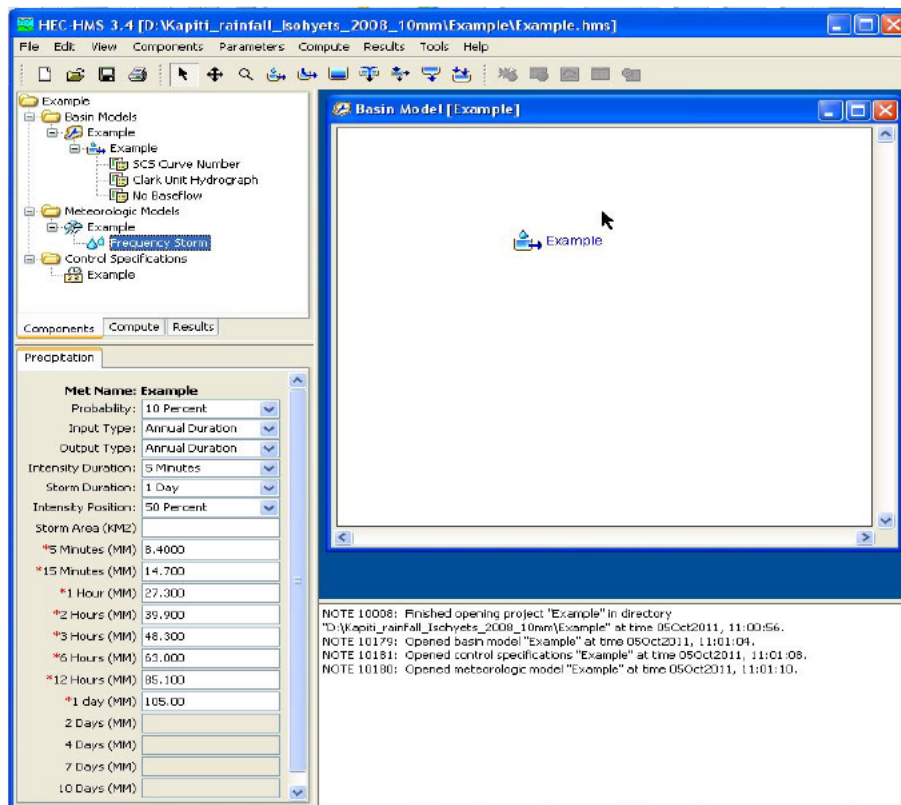 HEC-HMS 3.4 [D:\Kapiti_rainfall_Isohyets_2008_10mm\Example\Example.hms]
File Edit View Components Parameters Compute Results Tools Help
Example
Basin Models
Example
Example
SCS Curve Number
Clark Unit Hydrograph
No Baseflow
Meteorologic Models
Example
Frequency Storm
Control Specifications
Example
Components Compute Results
Precipitation
Met Name: Example
Probability: 10 Percent
Input Type: Annual Duration
Output Type: Annual Duration
Intensity Duration: 5 Minutes
Storm Duration: 1 Day
Intensity Position: 50 Percent
Storm Area (KM2)
*5 Minutes (MM) 8.4000
*15 Minutes (MM) 14.700
*1 Hour (MM) 27.300
*2 Hours (MM) 39.900
*3 Hours (MM) 48.300
*6 Hours (MM) 63.000
*12 Hours (MM) 85.100
*1 day (MM) 105.00
2 Days (MM)
4 Days (MM)
7 Days (MM)
10 Days (MM)
Basin Model [Example]
Example
NOTE 10008: Finished opening project "Example" in directory
"D:\Kapiti_rainfall_Isohyets_2008_10mm\Example" at time 05Oct2011, 11:00:56.
NOTE 10179: Opened basin model "Example" at time 05Oct2011, 11:01:04.
NOTE 10181: Opened control specifications "Example" at time 05Oct2011, 11:01:08.
NOTE 10180: Opened meteorologic model "Example" at time 05Oct2011, 11:01:10.